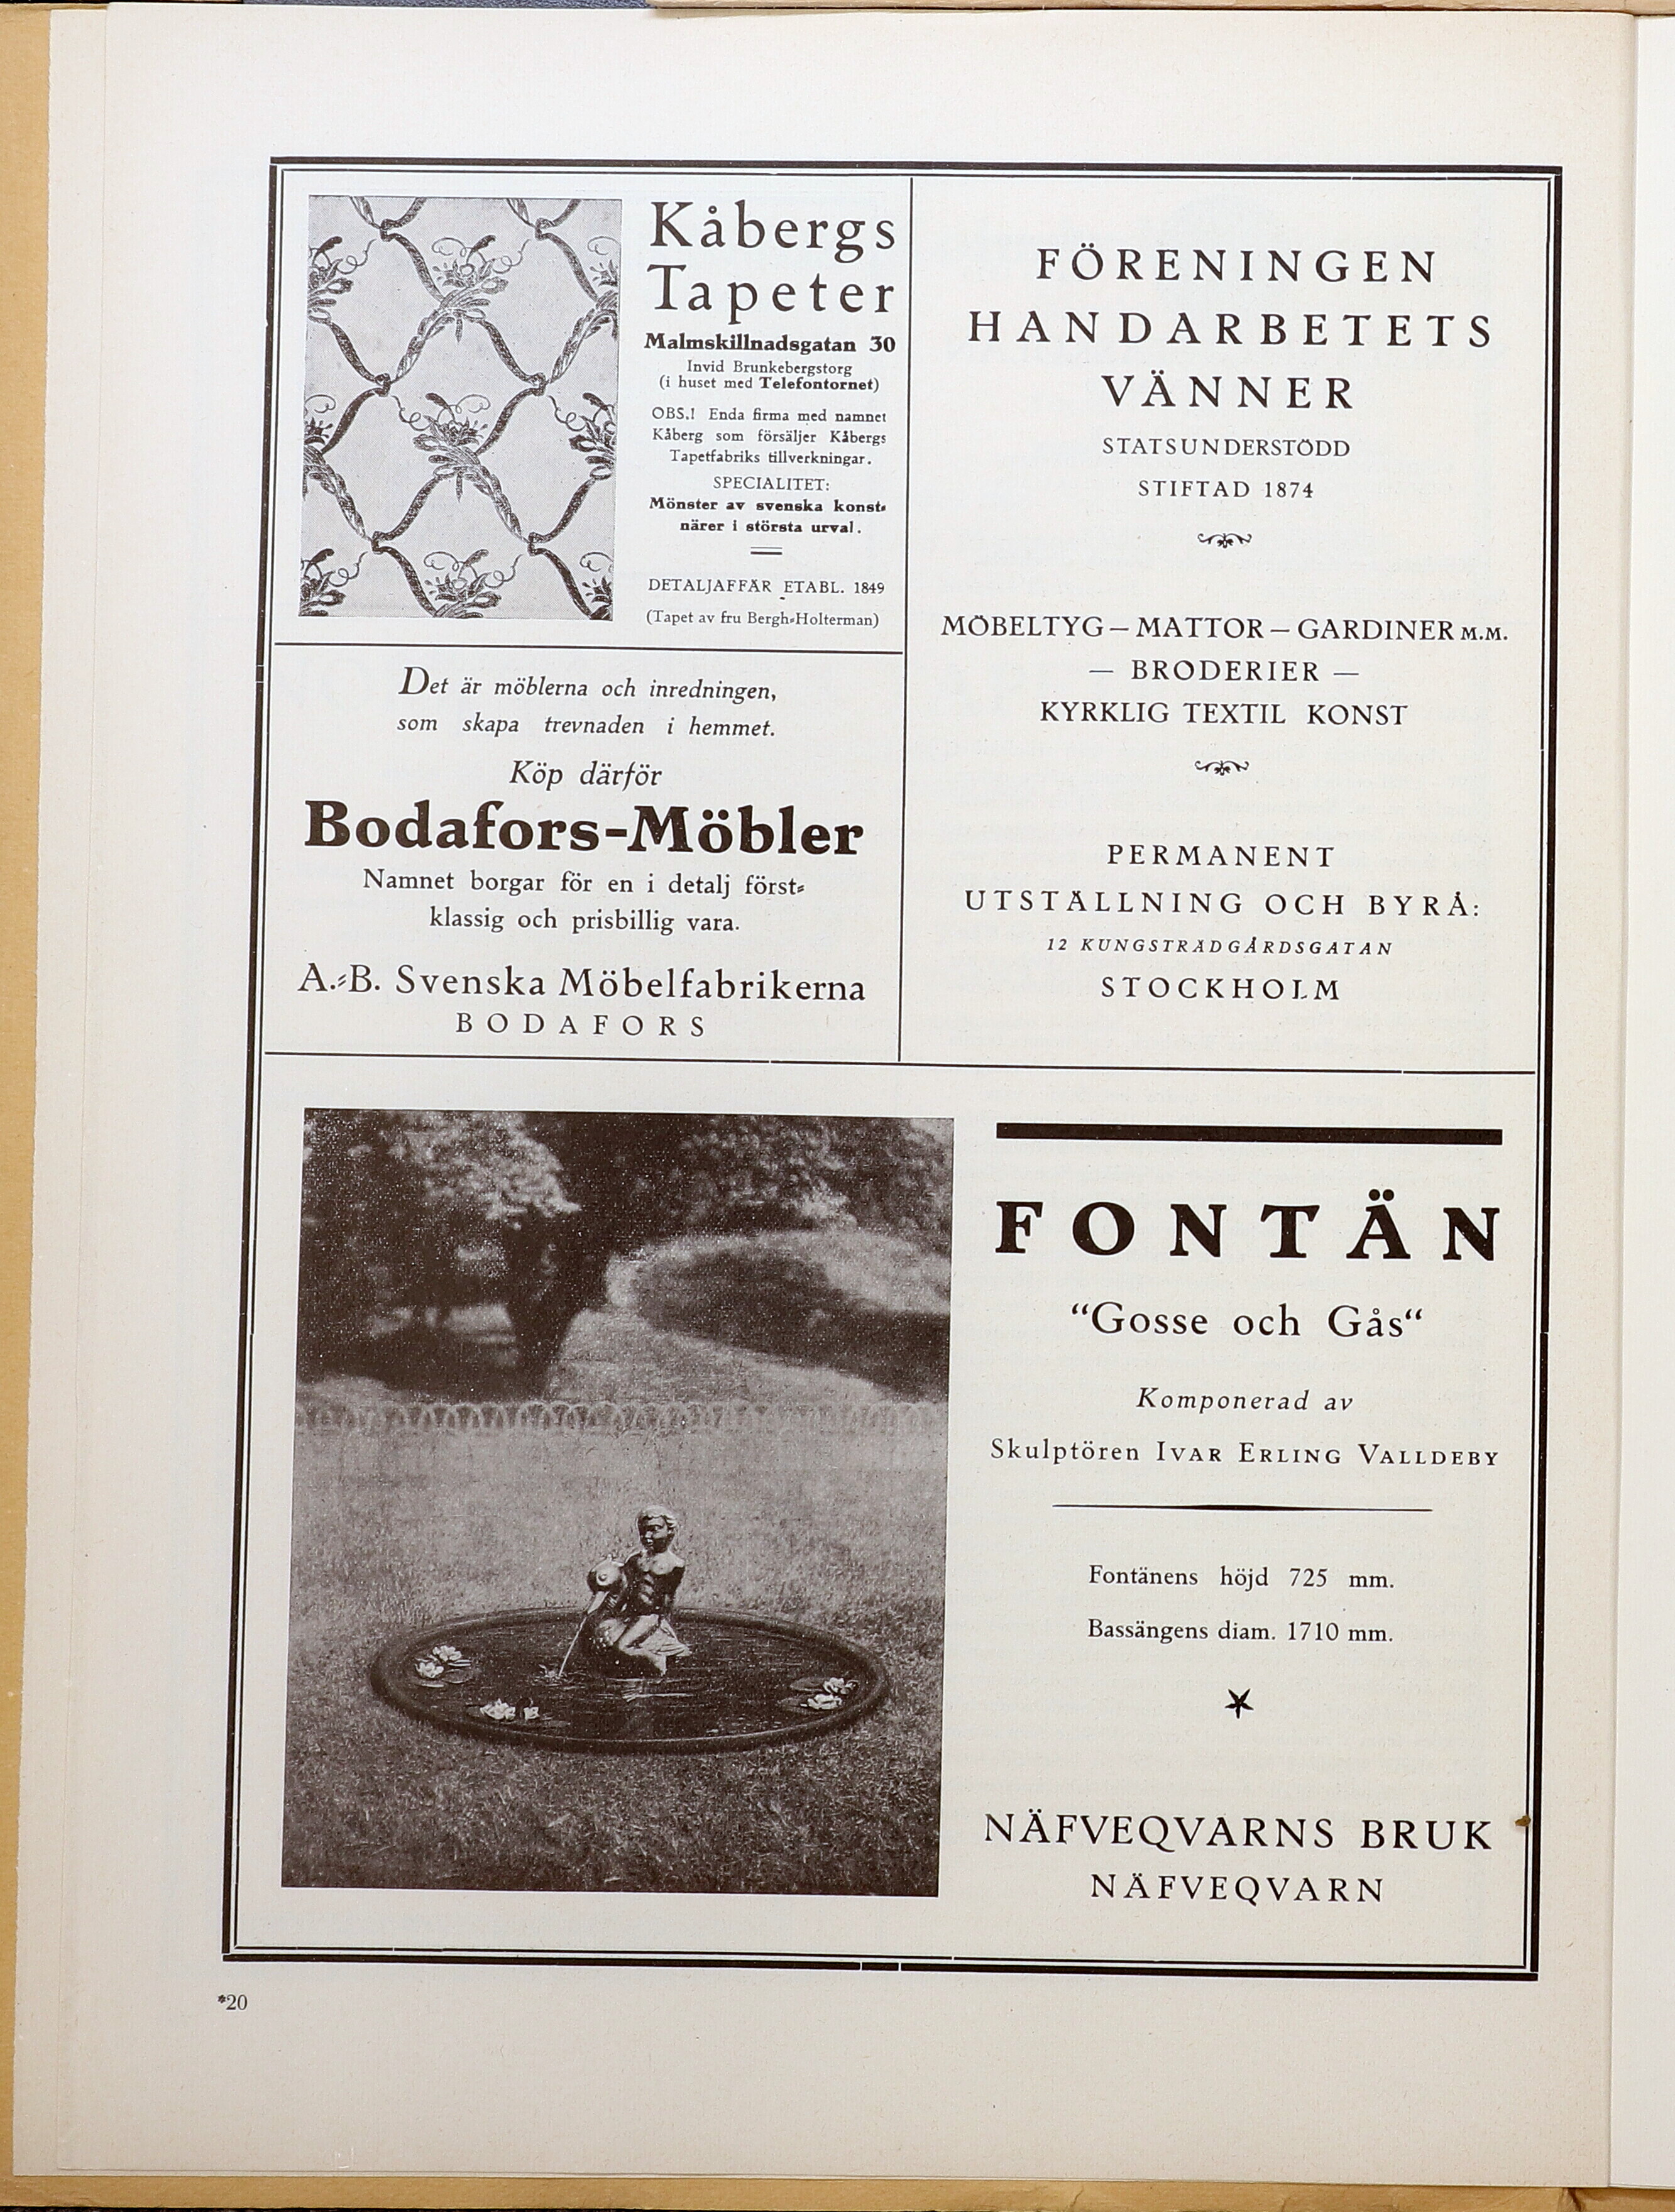 Kåbergs
Tapeter
Malmskillnadsgatan 30
Invid Brunkebergstorg
(i huset med Telefontornet)
OBS.! Enda firma med namnet
Kåberg som försäljer Kåbergs
Tapetfabriks tillverkningar.
SPECIALITET:
Mönster av svenska konst-
närer i största urval.
DETALJAFFÄR ETABL. 1849
(Tapet av fru Bergh-Holterman)
Det är möblerna och inredningen,
som skapa trevnaden i hemmet.
Köp därför
Bodafors-Möbler
Namnet borgar för en i detalj först-
klassig och prisbillig vara.
A.-B. Svenska Möbelfabrikerna
BODAFORS
FÖRENINGEN
HANDARBETETS
VÄNNER
STATSUNDERSTÖDD
STIFTAD 1874
MÖBELTYG – MATTOR – GARDINER M.M.
— BRODERIER —
KYRKLIG TEXTIL KONST
PERMANENT
UTSTÄLLNING OCH BYRÅ:
12 KUNGSTRÄDGÅRDSGATAN
STOCKHOLM
FONTÄN
“Gosse och Gås“
Komponerad av
Skulptören IVAR ERLING VALLDEBY
Fontänens höjd 725 mm.
Bassängens diam. 1710 mm.
NÄFVEQVARNS BRUK
NÄFVEQVARN
*20